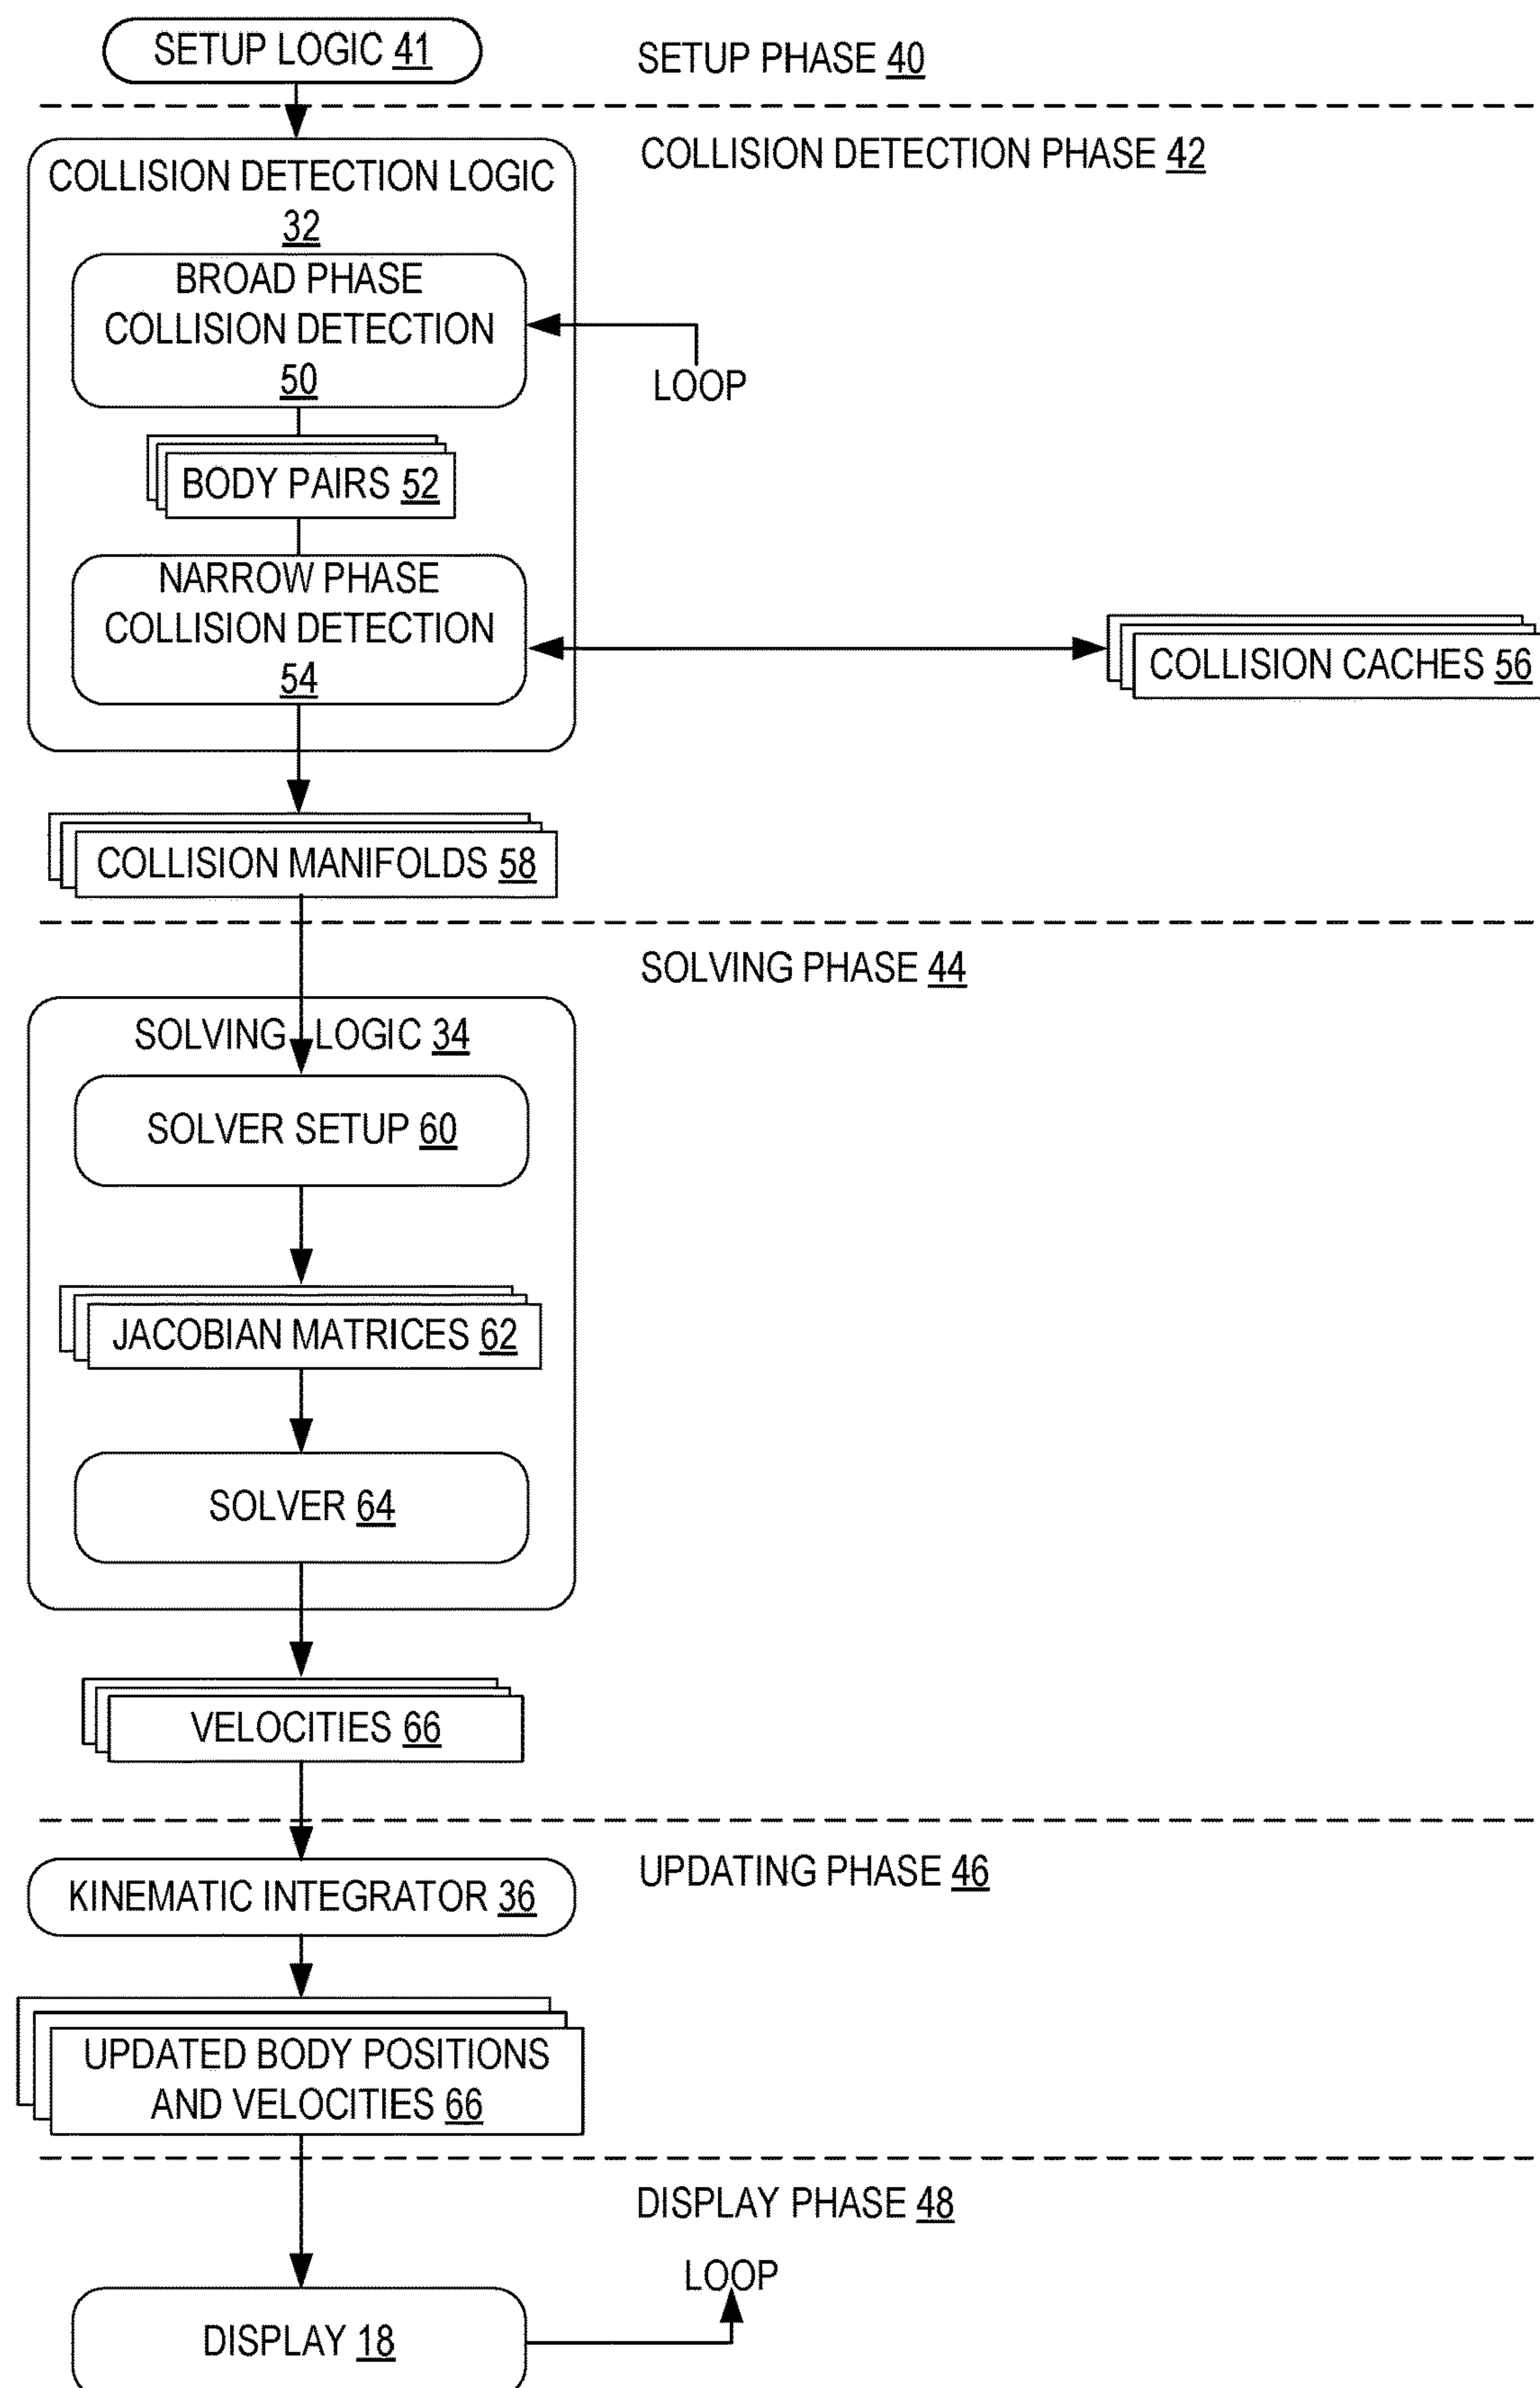 SETUP LOGIC 41
SETUP PHASE 40
COLLISION DETECTION PHASE 42
COLLISION DETECTION LOGIC
32
BROAD PHASE
COLLISION DETECTION
50
LOOP
BODY PAIRS 52
NARROW PHASE
COLLISION DETECTION
54
COLLISION CACHES 56
COLLISION MANIFOLDS 58
SOLVING PHASE 44
SOLVING LOGIC 34
SOLVER SETUP 60
JACOBIAN MATRICES 62
SOLVER 64
VELOCITIES 66
UPDATING PHASE 46
KINEMATIC INTEGRATOR 36
UPDATED BODY POSITIONS
AND VELOCITIES 66
DISPLAY PHASE 48
LOOP
DISPLAY 18